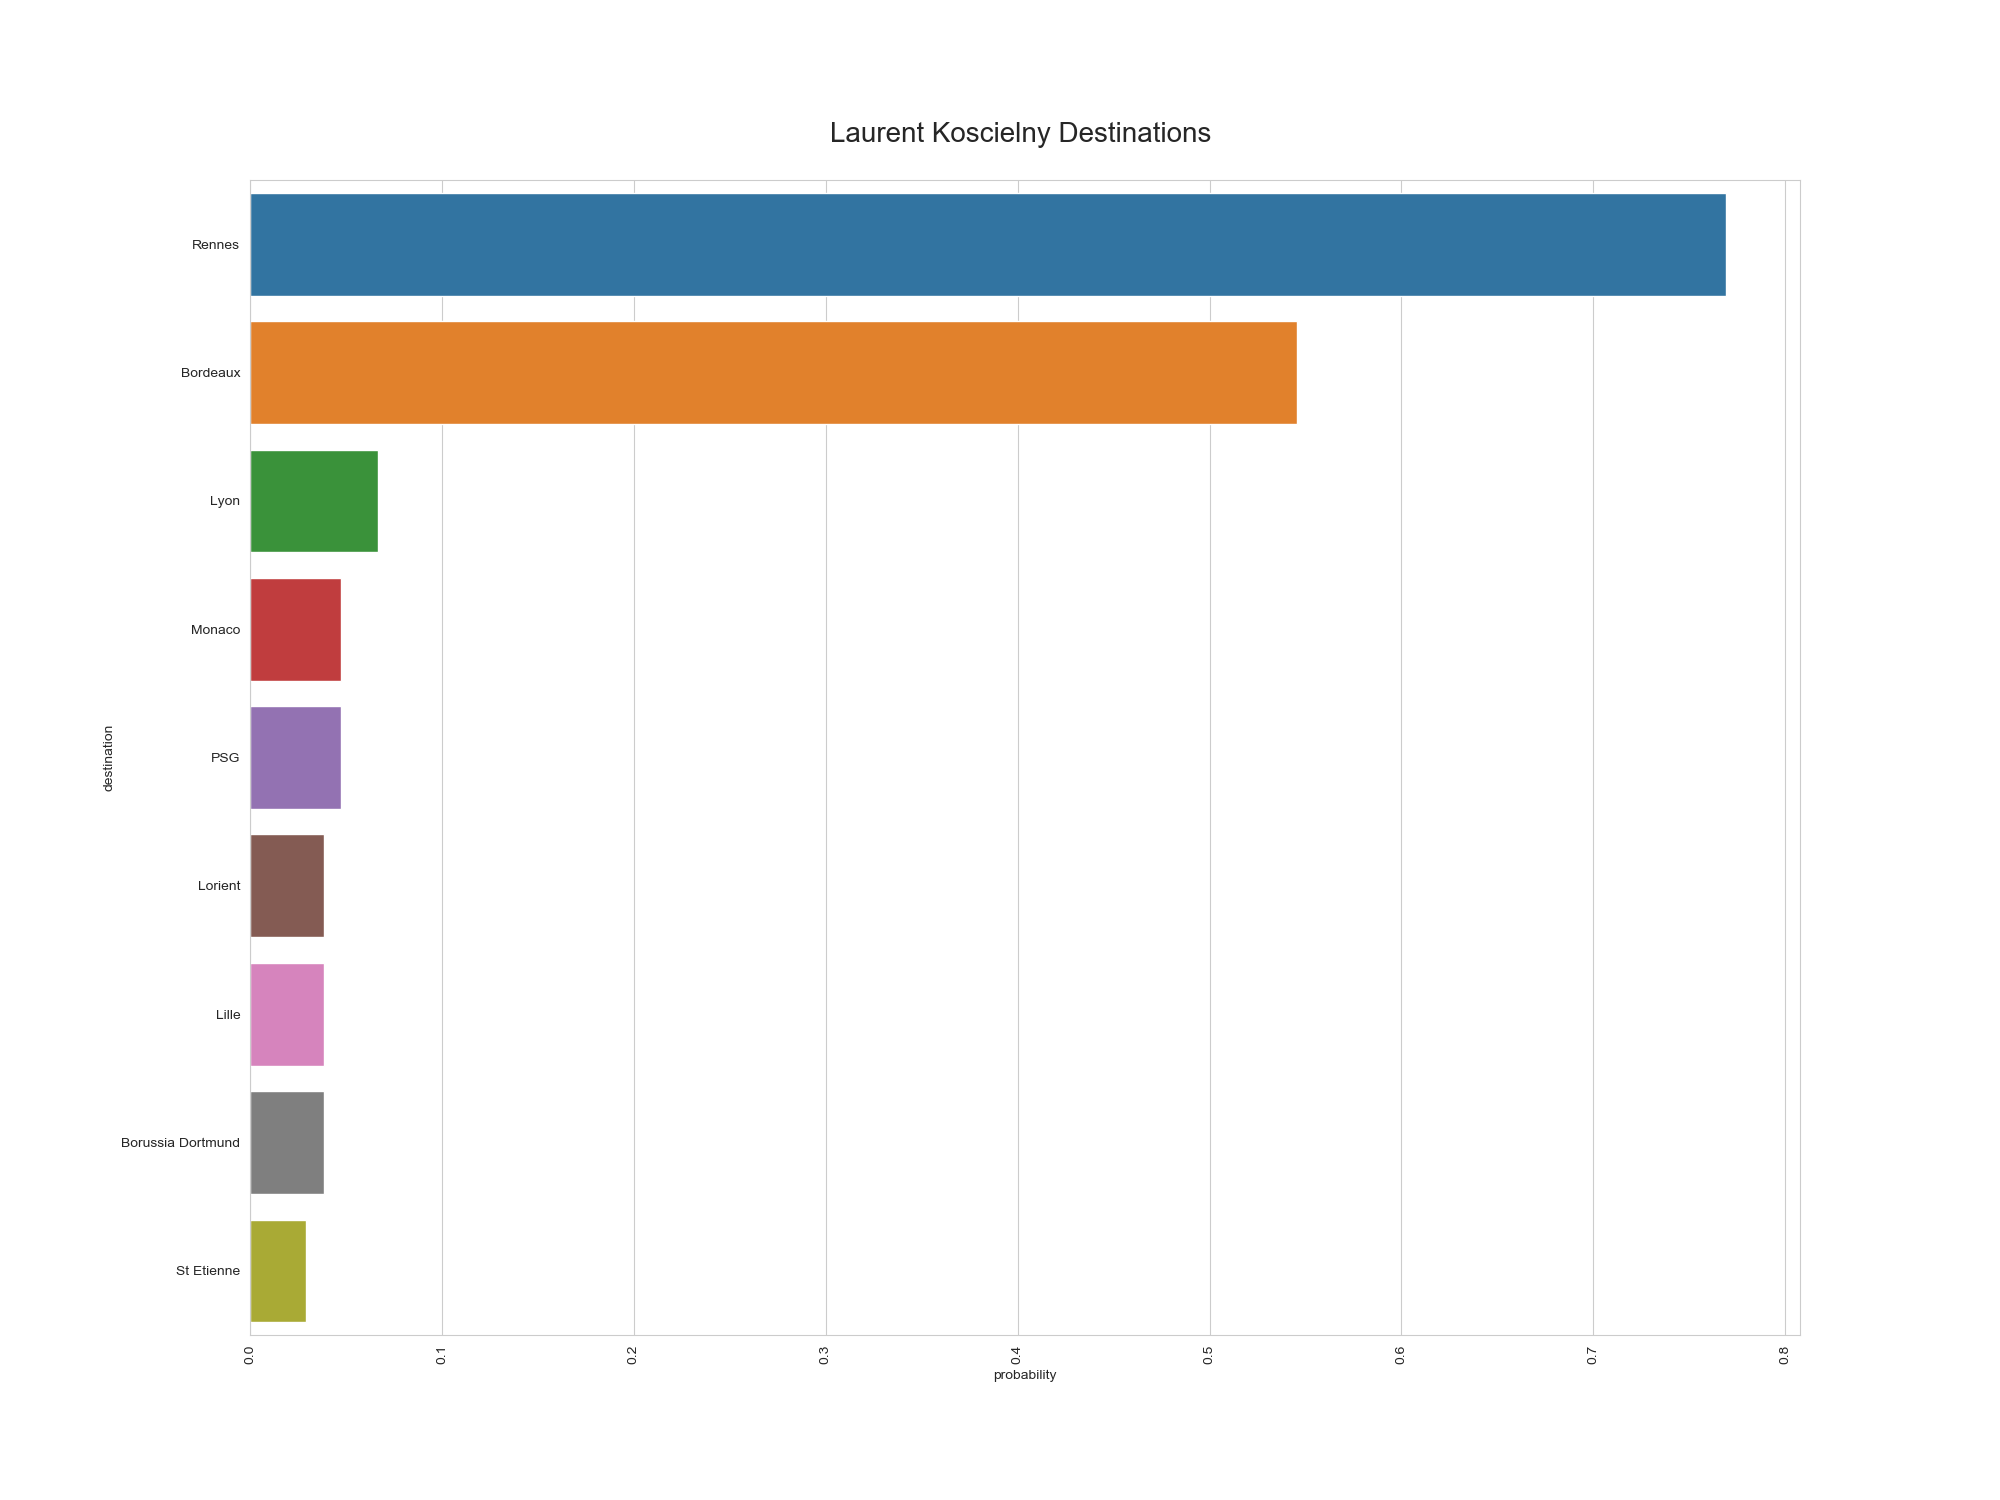 Laurent Koscielny Destinations
Rennes
Bordeaux
Lyon
Monaco
PSG
Lorient
Lille
Borussia Dortmund
St Etienne
destination
0.0
0.1
0.2
0.3
0.4
0.5
0.6
0.7
0.8
probability